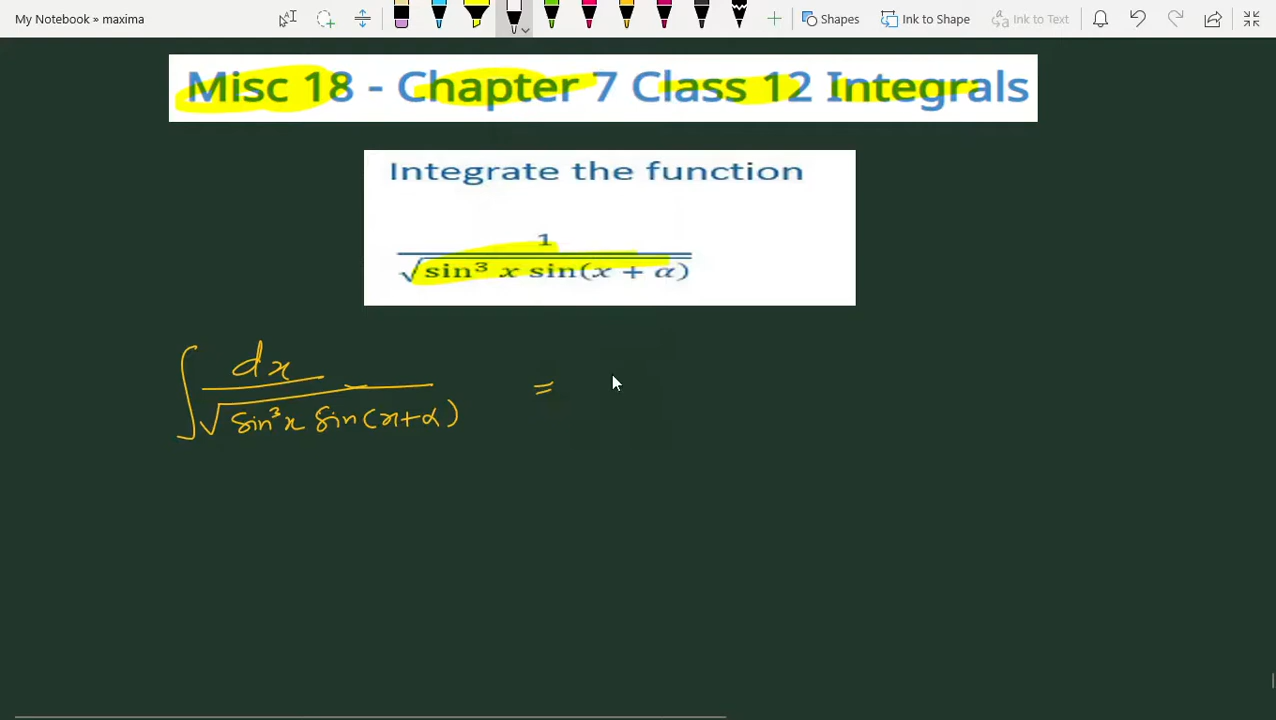 My Notebook » maxima
Shapes
Ink to Shape
Ink to Text
Misc 18 - Chapter 7 Class 12 Integrals
Integrate the function
1
√sin³ x sin(x + α)
∫ dx =
√sin³x sin(x+α)